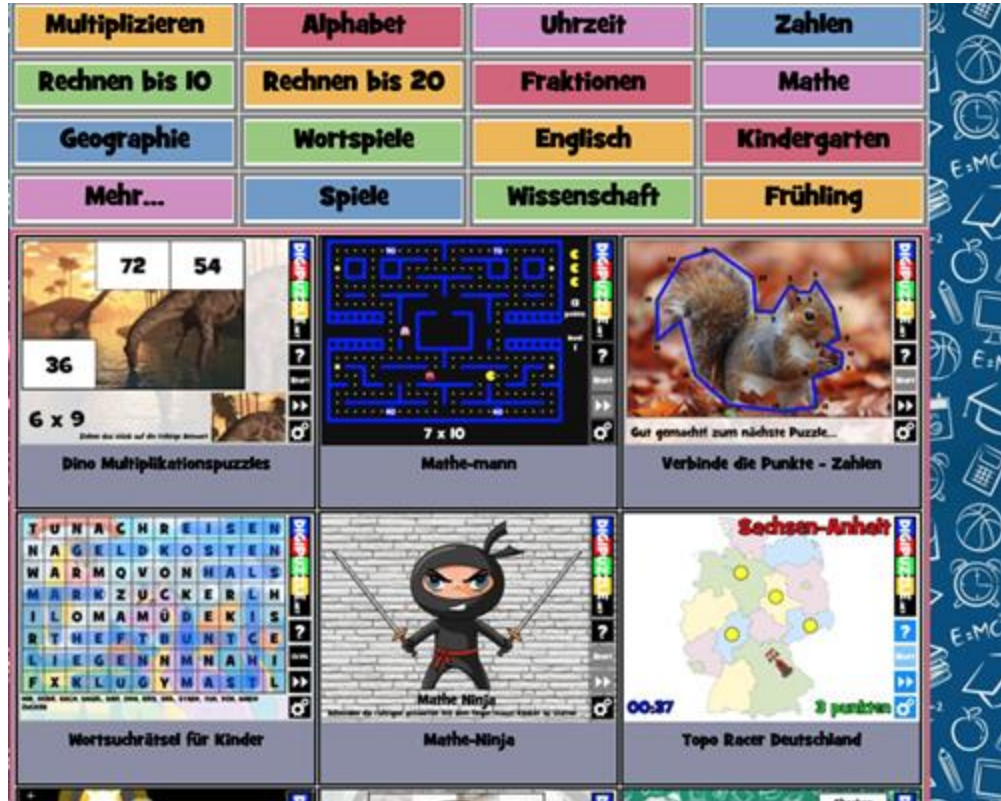 Multiplizieren
Alphabet
Uhrzeit
Zahlen
Rechnen bis 10
Rechnen bis 20
Fraktionen
Mathe
Geographie
Wortspiele
Englisch
Kindergarten
Mehr...
Spiele
Wissenschaft
Frühling
72
54
36
6 x 9
Dino Multiplikationspuzzles
7 x 10
Mathe-mann
Gut gemacht! zum nächste Puzzle...
Verbinde die Punkte - Zahlen
T U N A C H R E I S E N
N A G E L D K O S T E N
W A R M Q V O N H A L S
M A R K Z U C K E R L H
I L O M A M Ü D E K I S
R T H E F T B U N T C E
L I E G E N N M N A H I
F X K L U G Y M A S T L
Wortsuchrätsel für Kinder
Mathe Ninja
Mathe-Ninja
Sachsen-Anhalt
00:37
3 punkten
Topo Racer Deutschland